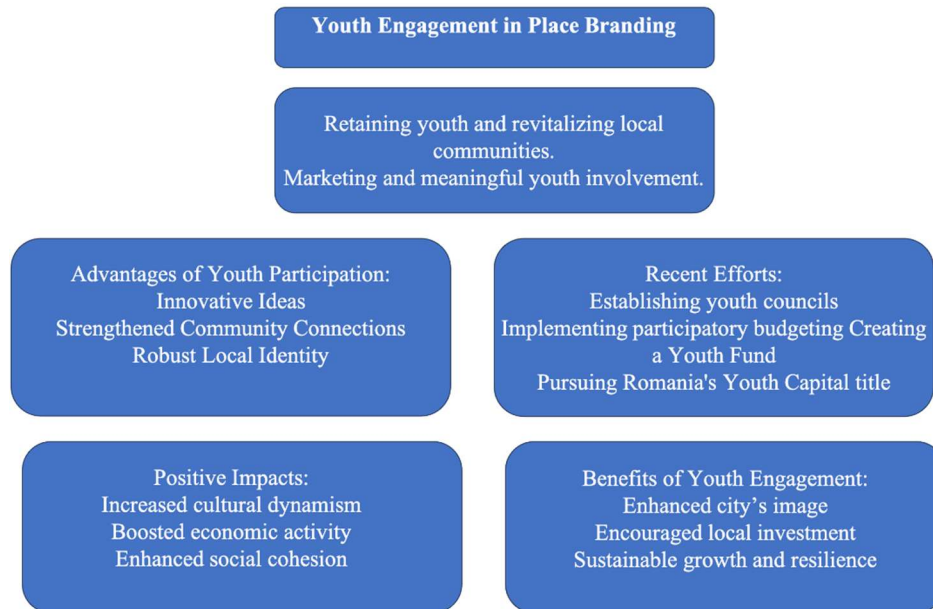 Youth Engagement in Place Branding
Retaining youth and revitalizing local
communities.
Marketing and meaningful youth involvement.
Advantages of Youth Participation:
Innovative Ideas
Strengthened Community Connections
Robust Local Identity
Recent Efforts:
Establishing youth councils
Implementing participatory budgeting Creating
a Youth Fund
Pursuing Romania's Youth Capital title
Positive Impacts:
Increased cultural dynamism
Boosted economic activity
Enhanced social cohesion
Benefits of Youth Engagement:
Enhanced city’s image
Encouraged local investment
Sustainable growth and resilience